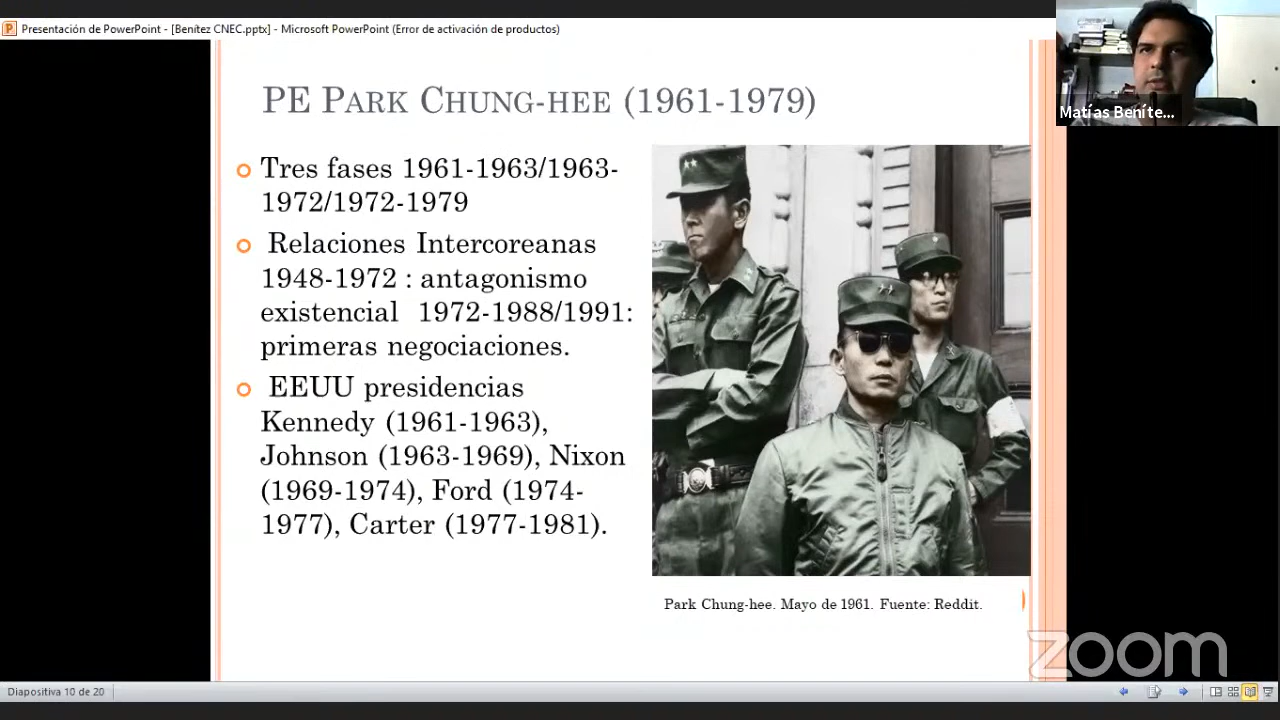 Presentación de PowerPoint - [Benítez CNEC.pptx] - Microsoft PowerPoint (Error de activación de productos)
Matías Beníte...
PE PARK CHUNG-HEE (1961-1979)
Tres fases 1961-1963/1963-
1972/1972-1979
Relaciones Intercoreanas
1948-1972 : antagonismo
existencial 1972-1988/1991:
primeras negociaciones.
EEUU presidencias
Kennedy (1961-1963),
Johnson (1963-1969), Nixon
(1969-1974), Ford (1974-
1977), Carter (1977-1981).
Park Chung-hee. Mayo de 1961. Fuente: Reddit.
zoom
Diapositiva 10 de 20